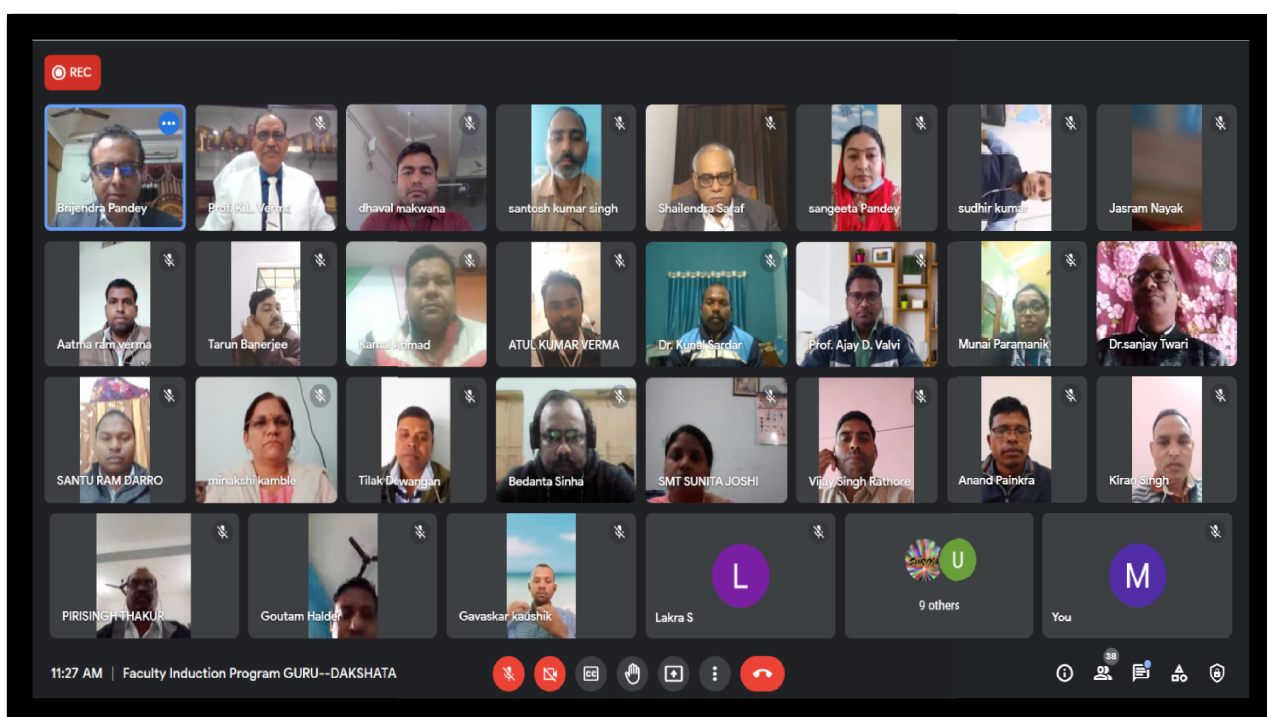 REC
Brijendra Pandey
Prof. K.L. Verma
dhaval makwana
santosh kumar singh
Shailendra Saraf
sangeeta Pandey
sudhir kumar
Jasram Nayak
Aatma ram verma
Tarun Banerjee
Kamal Ahmad
ATUL KUMAR VERMA
Dr. Kunal Sardar
Prof. Ajay D. Valvi
Munai Paramanik
Dr.sanjay Twari
SANTU RAM DARRO
minakshi kamble
Tilak Dewangan
Bedanta Sinha
SMT SUNITA JOSHI
Vijay Singh Rathore
Anand Painkra
Kiran Singh
PIRISINGH THAKUR
Goutam Halder
Gavaskar kaushik
L
Lakra S
U
9 others
M
You
11:27 AM | Faculty Induction Program GURU--DAKSHATA
CC
38